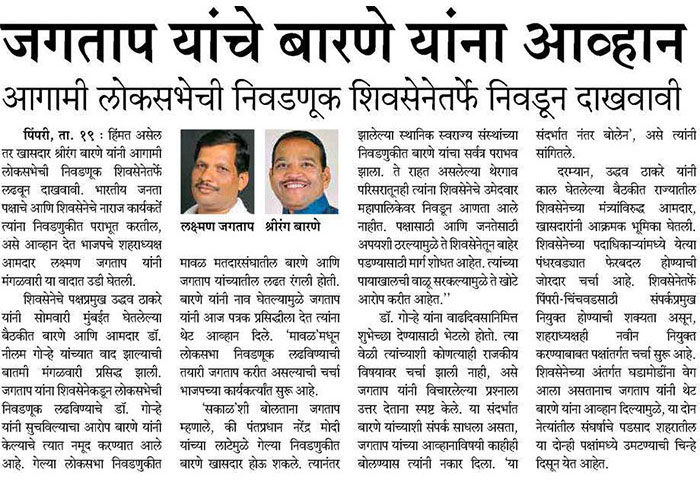 जगताप यांचे बारणे यांना आव्हान
आगामी लोकसभेची निवडणूक शिवसेनेतर्फे निवडून दाखवावी
पिंपरी, ता. १९ : हिंमत असेल
तर खासदार श्रीरंग बारणे यांनी आगामी
लोकसभेची निवडणूक शिवसेनेतर्फे
लढवून दाखवावी. भारतीय जनता
पक्षाचे आणि शिवसेनेचे नाराज कार्यकर्ते
त्यांना निवडणुकीत पराभूत करतील,
असे आव्हान देत भाजपचे शहराध्यक्ष
आमदार लक्ष्मण जगताप यांनी
मंगळवारी या वादात उडी घेतली.
शिवसेनेचे पक्षप्रमुख उद्धव ठाकरे
यांनी सोमवारी मुंबईत घेतलेल्या
बैठकीत बारणे आणि आमदार डॉ.
नीलम गोऱ्हे यांच्यात वाद झाल्याची
बातमी मंगळवारी प्रसिद्ध झाली.
जगताप यांना शिवसेनेकडून लोकसभेची
निवडणूक लढविण्याचे डॉ. गोऱ्हे
यांनी सुचविल्याचा आरोप बारणे यांनी
केल्याचे त्यात नमूद करण्यात आले
आहे. गेल्या लोकसभा निवडणुकीत
लक्ष्मण जगताप
श्रीरंग बारणे
मावळ मतदारसंघातील बारणे आणि
जगताप यांच्यातील लढत रंगली होती.
बारणे यांनी नाव घेतल्यामुळे जगताप
यांनी आज पत्रक प्रसिद्धीला देत त्यांना
थेट आव्हान दिले. 'मावळ'मधून
लोकसभा निवडणूक लढविण्याची
तयारी जगताप करीत असल्याची चर्चा
भाजपच्या कार्यकर्त्यांत सुरू आहे.
'सकाळ'शी बोलताना जगताप
म्हणाले, की पंतप्रधान नरेंद्र मोदी
यांच्या लाटेमुळे गेल्या निवडणुकीत
बारणे खासदार होऊ शकले. त्यानंतर
झालेल्या स्थानिक स्वराज्य संस्थांच्या
निवडणुकीत बारणे यांचा सर्वत्र पराभव
झाला. ते राहत असलेल्या थेरगाव
परिसरातूनही त्यांना शिवसेनेचे उमेदवार
महापालिकेवर निवडून आणता आले
नाहीत. पक्षासाठी आणि जनतेसाठी
अपयशी ठरल्यामुळे ते शिवसेनेतून बाहेर
पडण्यासाठी मार्ग शोधत आहेत. त्यांच्या
पायाखालची वाळू सरकल्यामुळे ते खोटे
आरोप करीत आहेत.''
डॉ. गोऱ्हे यांना वाढदिवसानिमित्त
शुभेच्छा देण्यासाठी भेटलो होतो. त्या
वेळी त्यांच्याशी कोणत्याही राजकीय
विषयावर चर्चा झाली नाही, असे
जगताप यांनी विचारलेल्या प्रश्नाला
उत्तर देताना स्पष्ट केले. या संदर्भात
बारणे यांच्याशी संपर्क साधला असता,
जगताप यांच्या आव्हानाविषयी काहीही
बोलण्यास त्यांनी नकार दिला. 'या
संदर्भात नंतर बोलेन', असे त्यांनी
सांगितले.
दरम्यान, उद्धव ठाकरे यांनी
काल घेतलेल्या बैठकीत राज्यातील
शिवसेनेच्या मंत्र्यांविरुद्ध आमदार,
खासदारांनी आक्रमक भूमिका घेतली.
शिवसेनेच्या पदाधिकाऱ्यांमध्ये येत्या
पंधरवड्यात फेरबदल होण्याची
जोरदार चर्चा आहे. शिवसेनेतर्फे
पिंपरी-चिंचवडसाठी संपर्कप्रमुख
नियुक्त होण्याची शक्यता असून,
शहराध्यक्षही नवीन नियुक्त
करण्याबाबत पक्षांतर्गत चर्चा सुरू आहे.
शिवसेनेच्या अंतर्गत घडामोडींना वेग
आला असतानाच जगताप यांनी थेट
बारणे यांना आव्हान दिल्यामुळे, या दोन
नेत्यांतील संघर्षाचे पडसाद शहरातील
या दोन्ही पक्षांमध्ये उमटण्याची चिन्हे
दिसून येत आहेत.